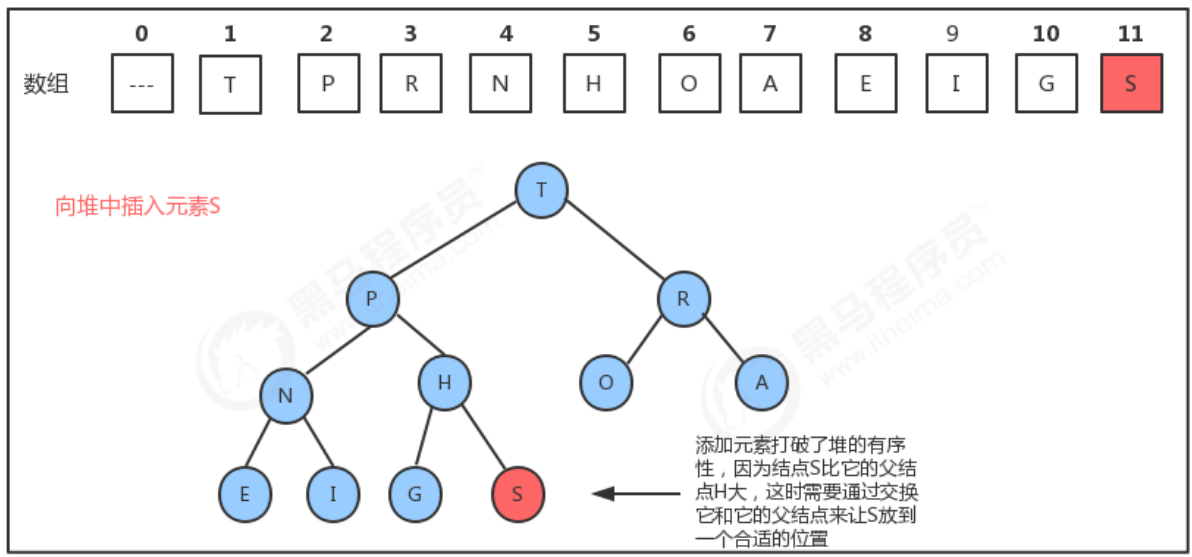 0 1 2 3 4 5 6 7 8 9 10 11
数组 --- T P R N H O A E I G S
向堆中插入元素S
T
P R
N H O A
E I G S
添加元素打破了堆的有序
性，因为结点S比它的父结
点H大，这时需要通过交换
它和它的父结点来让S放到
一个合适的位置
黑马程序员™
www.itheima.com
黑马程序员™
www.itheima.com